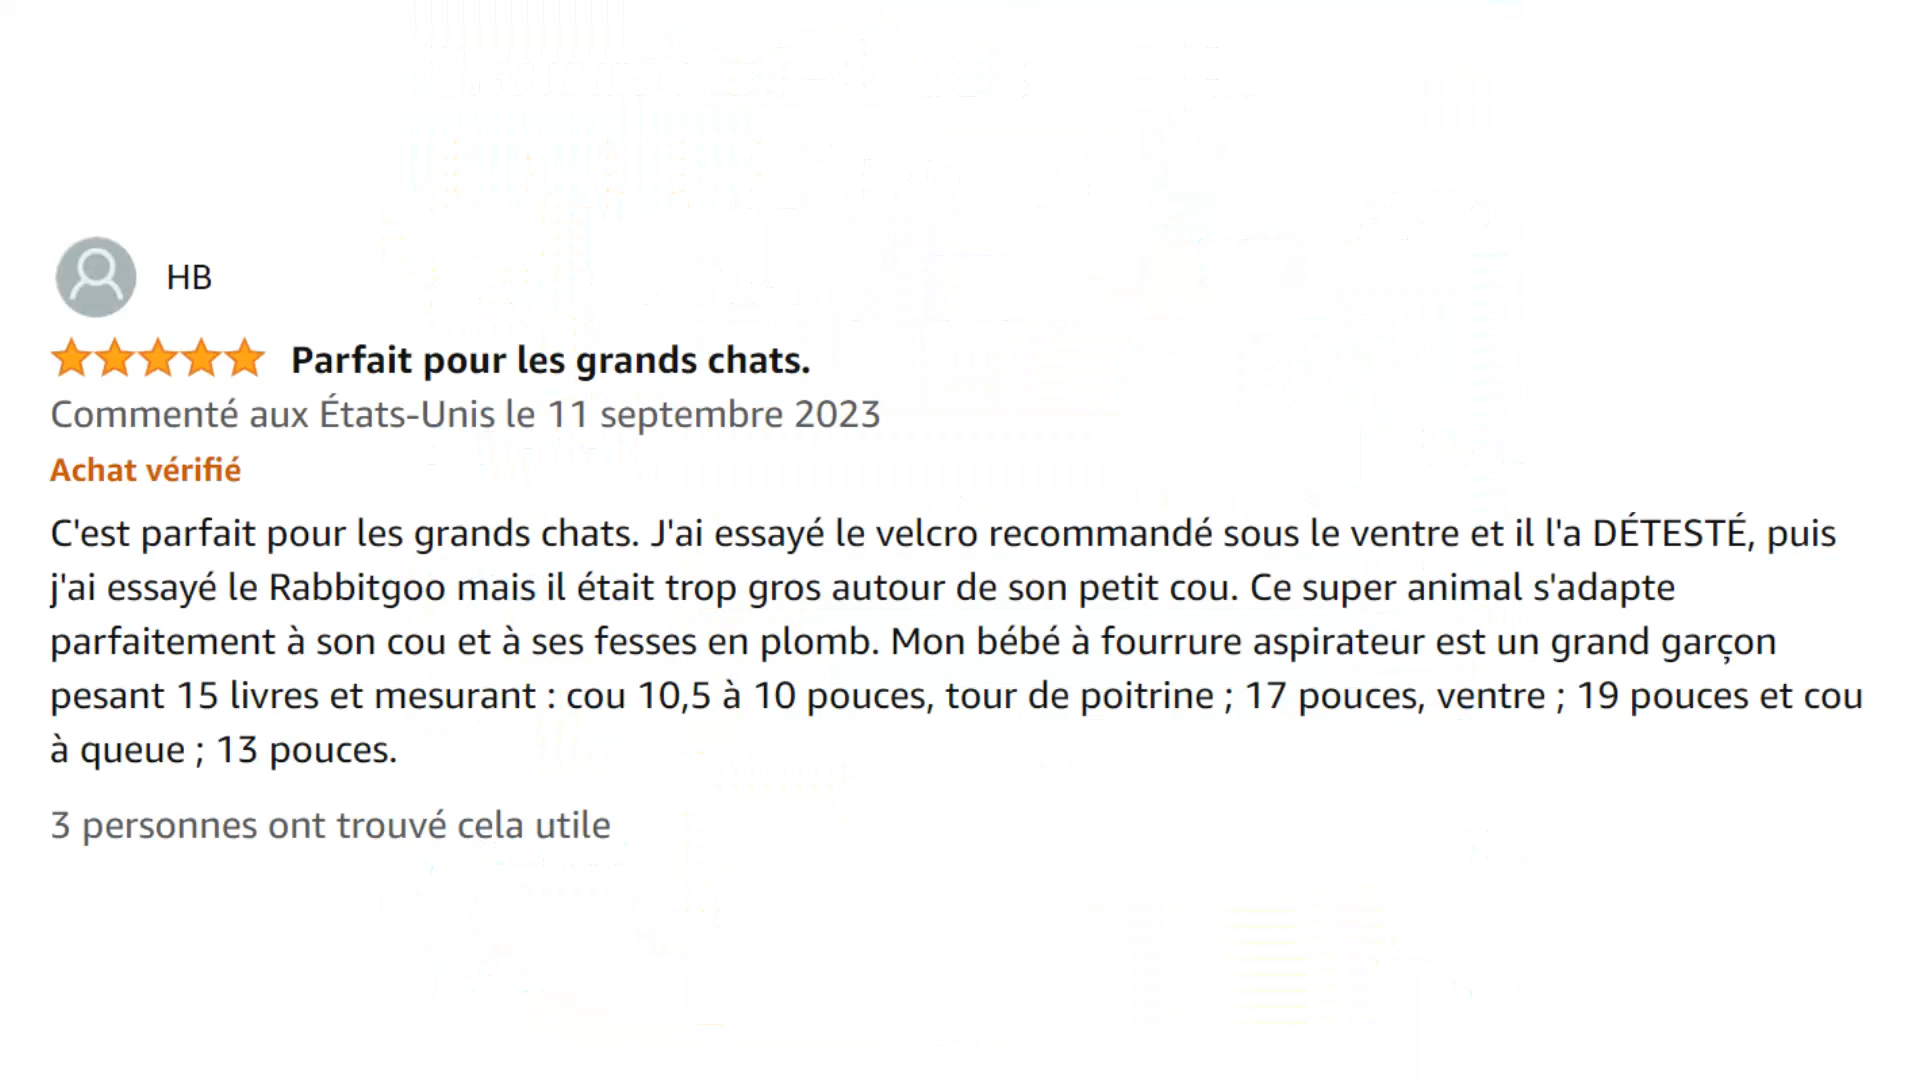 HB
Parfait pour les grands chats.
Commenté aux États-Unis le 11 septembre 2023
Achat vérifié
C'est parfait pour les grands chats. J'ai essayé le velcro recommandé sous le ventre et il l'a DÉTESTÉ, puis
j'ai essayé le Rabbitgoo mais il était trop gros autour de son petit cou. Ce super animal s'adapte
parfaitement à son cou et à ses fesses en plomb. Mon bébé à fourrure aspirateur est un grand garçon
pesant 15 livres et mesurant : cou 10,5 à 10 pouces, tour de poitrine ; 17 pouces, ventre ; 19 pouces et cou
à queue ; 13 pouces.
3 personnes ont trouvé cela utile